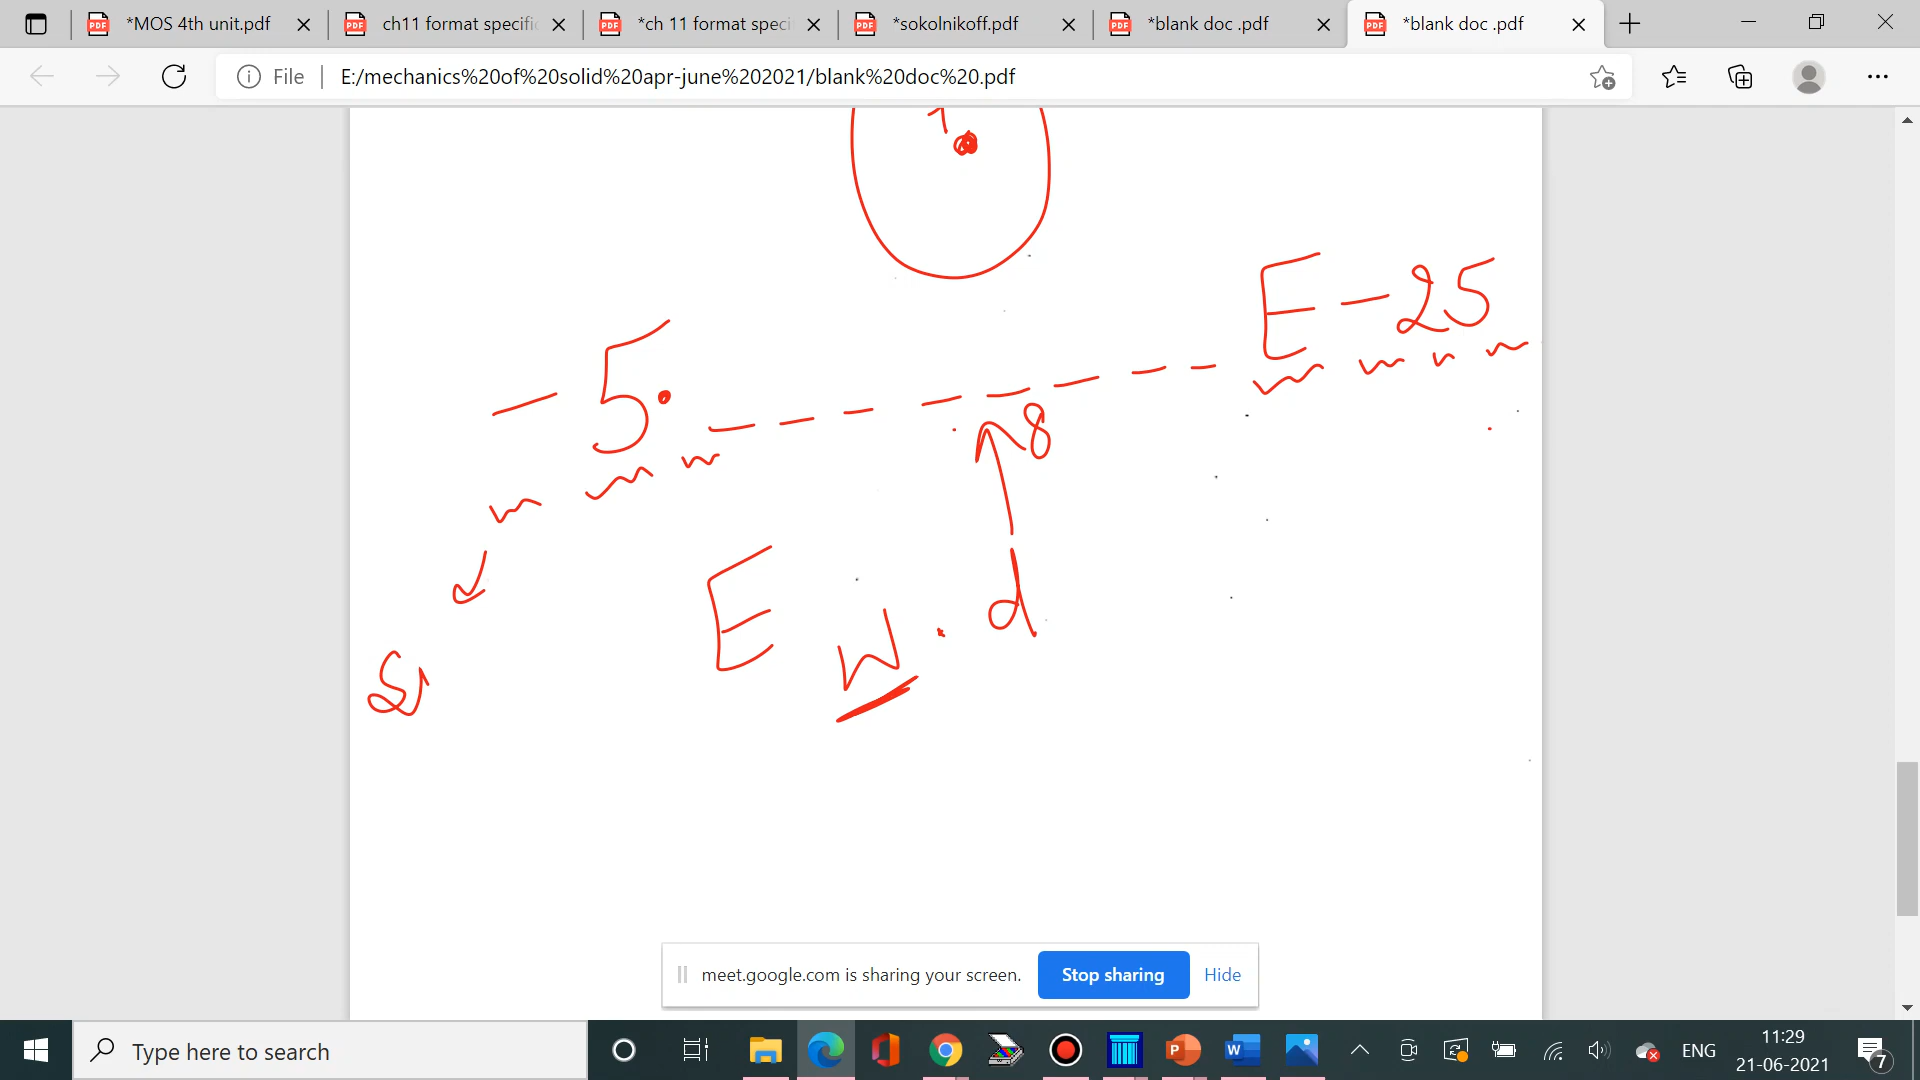 *MOS 4th unit.pdf
ch11 format specific
*ch 11 format speci
*sokolnikoff.pdf
*blank doc .pdf
*blank doc .pdf
File
E:/mechanics%20of%20solid%20apr-june%202021/blank%20doc%20.pdf
E-25
-5.--------
8
E w.d
meet.google.com is sharing your screen.
Stop sharing
Hide
Type here to search
ENG
11:29
21-06-2021
7